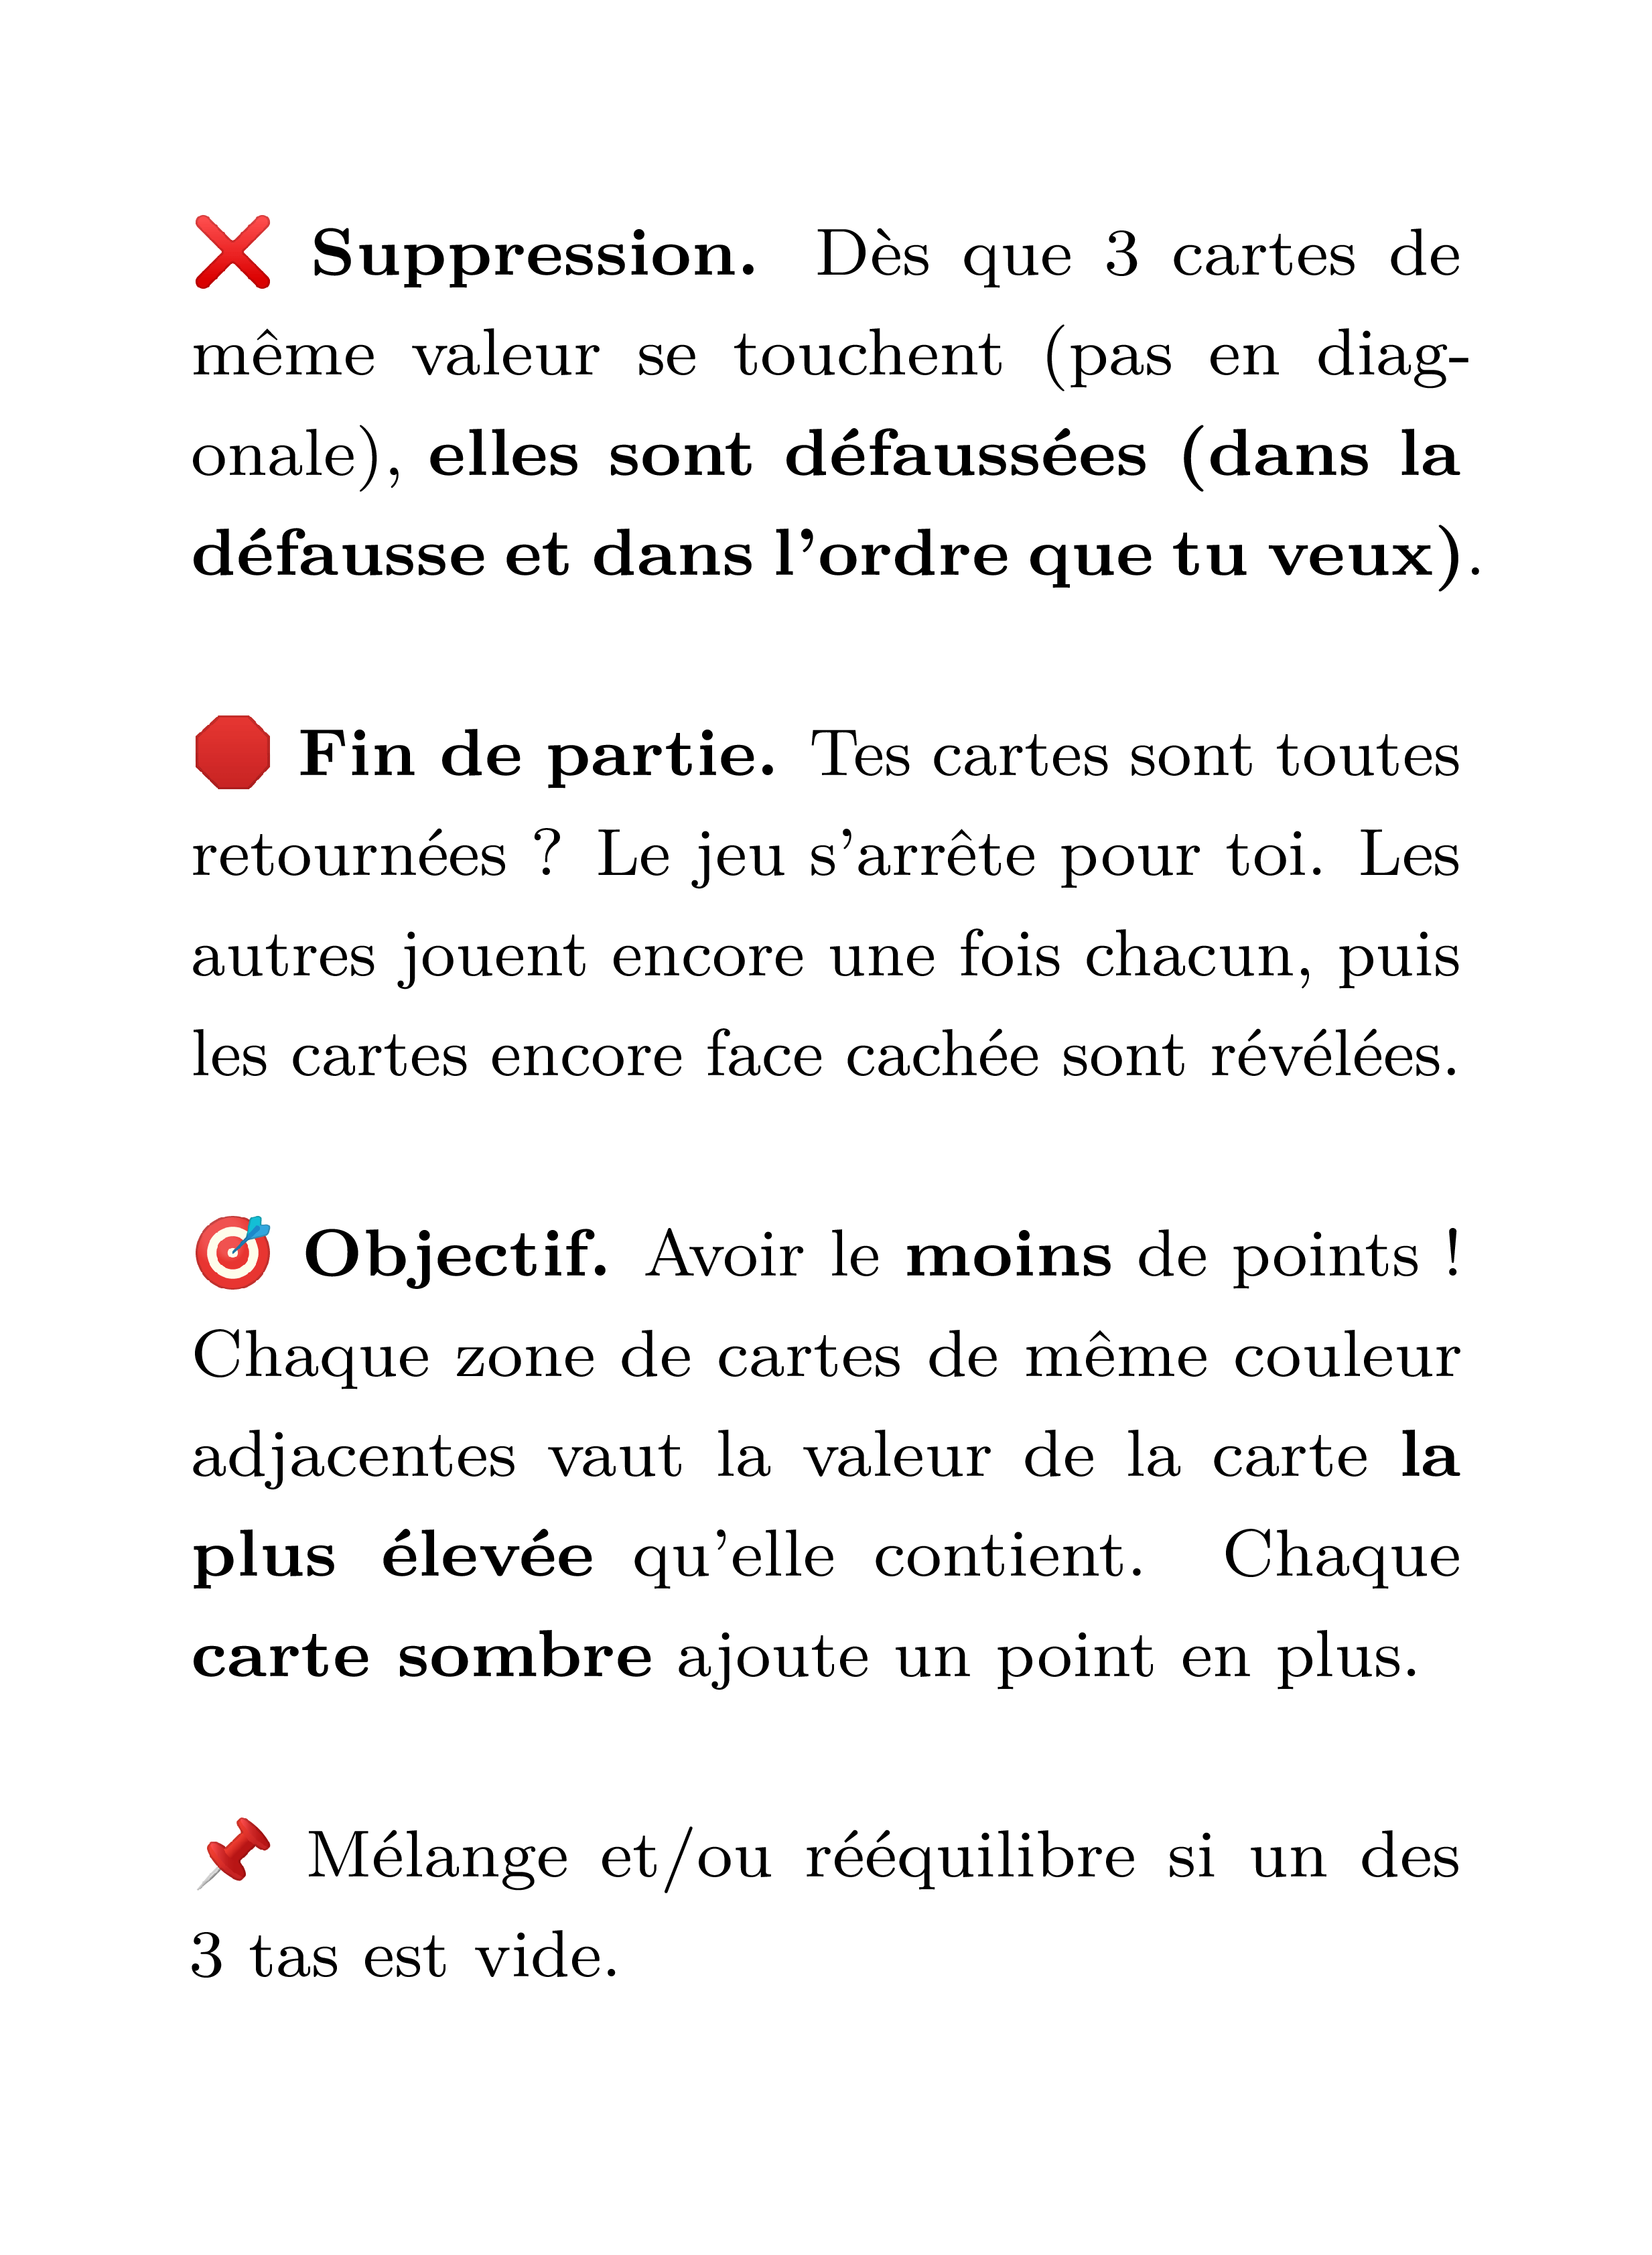 ❌ Suppression. Dès que 3 cartes de
même valeur se touchent (pas en diag-
onale), elles sont défaussées (dans la
défausse et dans l'ordre que tu veux).
🛑 Fin de partie. Tes cartes sont toutes
retournées ? Le jeu s'arrête pour toi. Les
autres jouent encore une fois chacun, puis
les cartes encore face cachée sont révélées.
🎯 Objectif. Avoir le moins de points !
Chaque zone de cartes de même couleur
adjacentes vaut la valeur de la carte la
plus élevée qu'elle contient. Chaque
carte sombre ajoute un point en plus.
📌 Mélange et/ou rééquilibre si un des
3 tas est vide.